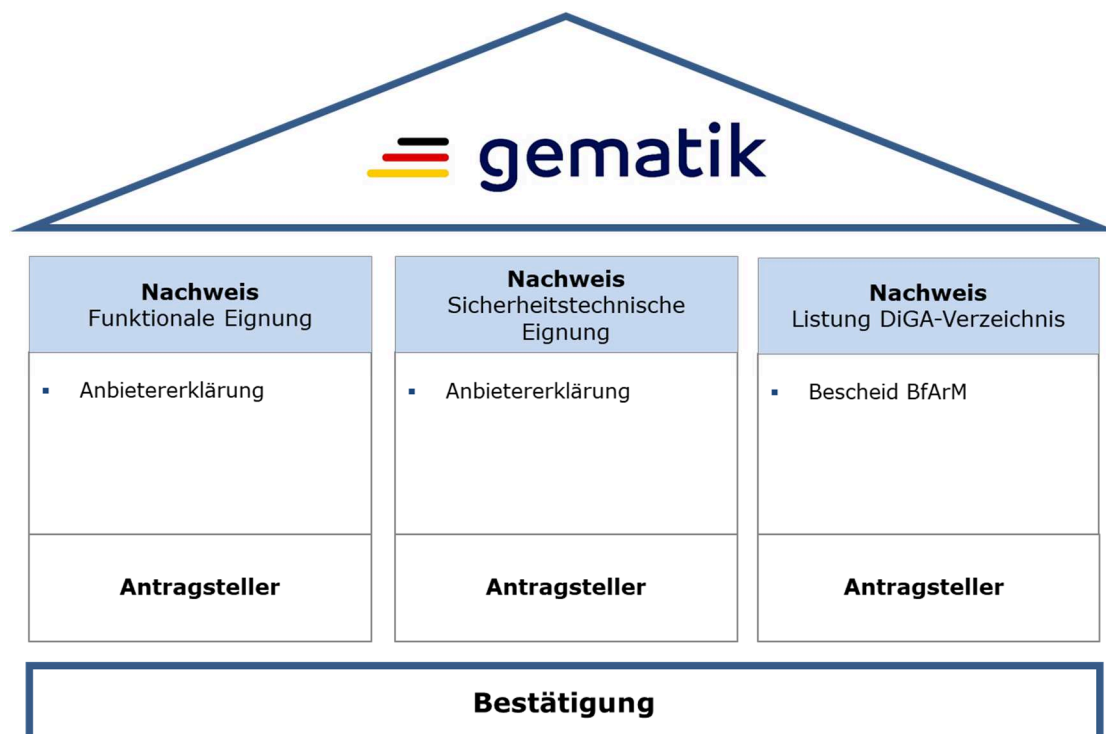 gematik
Nachweis
Funktionale Eignung
▪ Anbietererklärung
Antragsteller
Nachweis
Sicherheitstechnische
Eignung
▪ Anbietererklärung
Antragsteller
Nachweis
Listung DiGA-Verzeichnis
▪ Bescheid BfArM
Antragsteller
Bestätigung